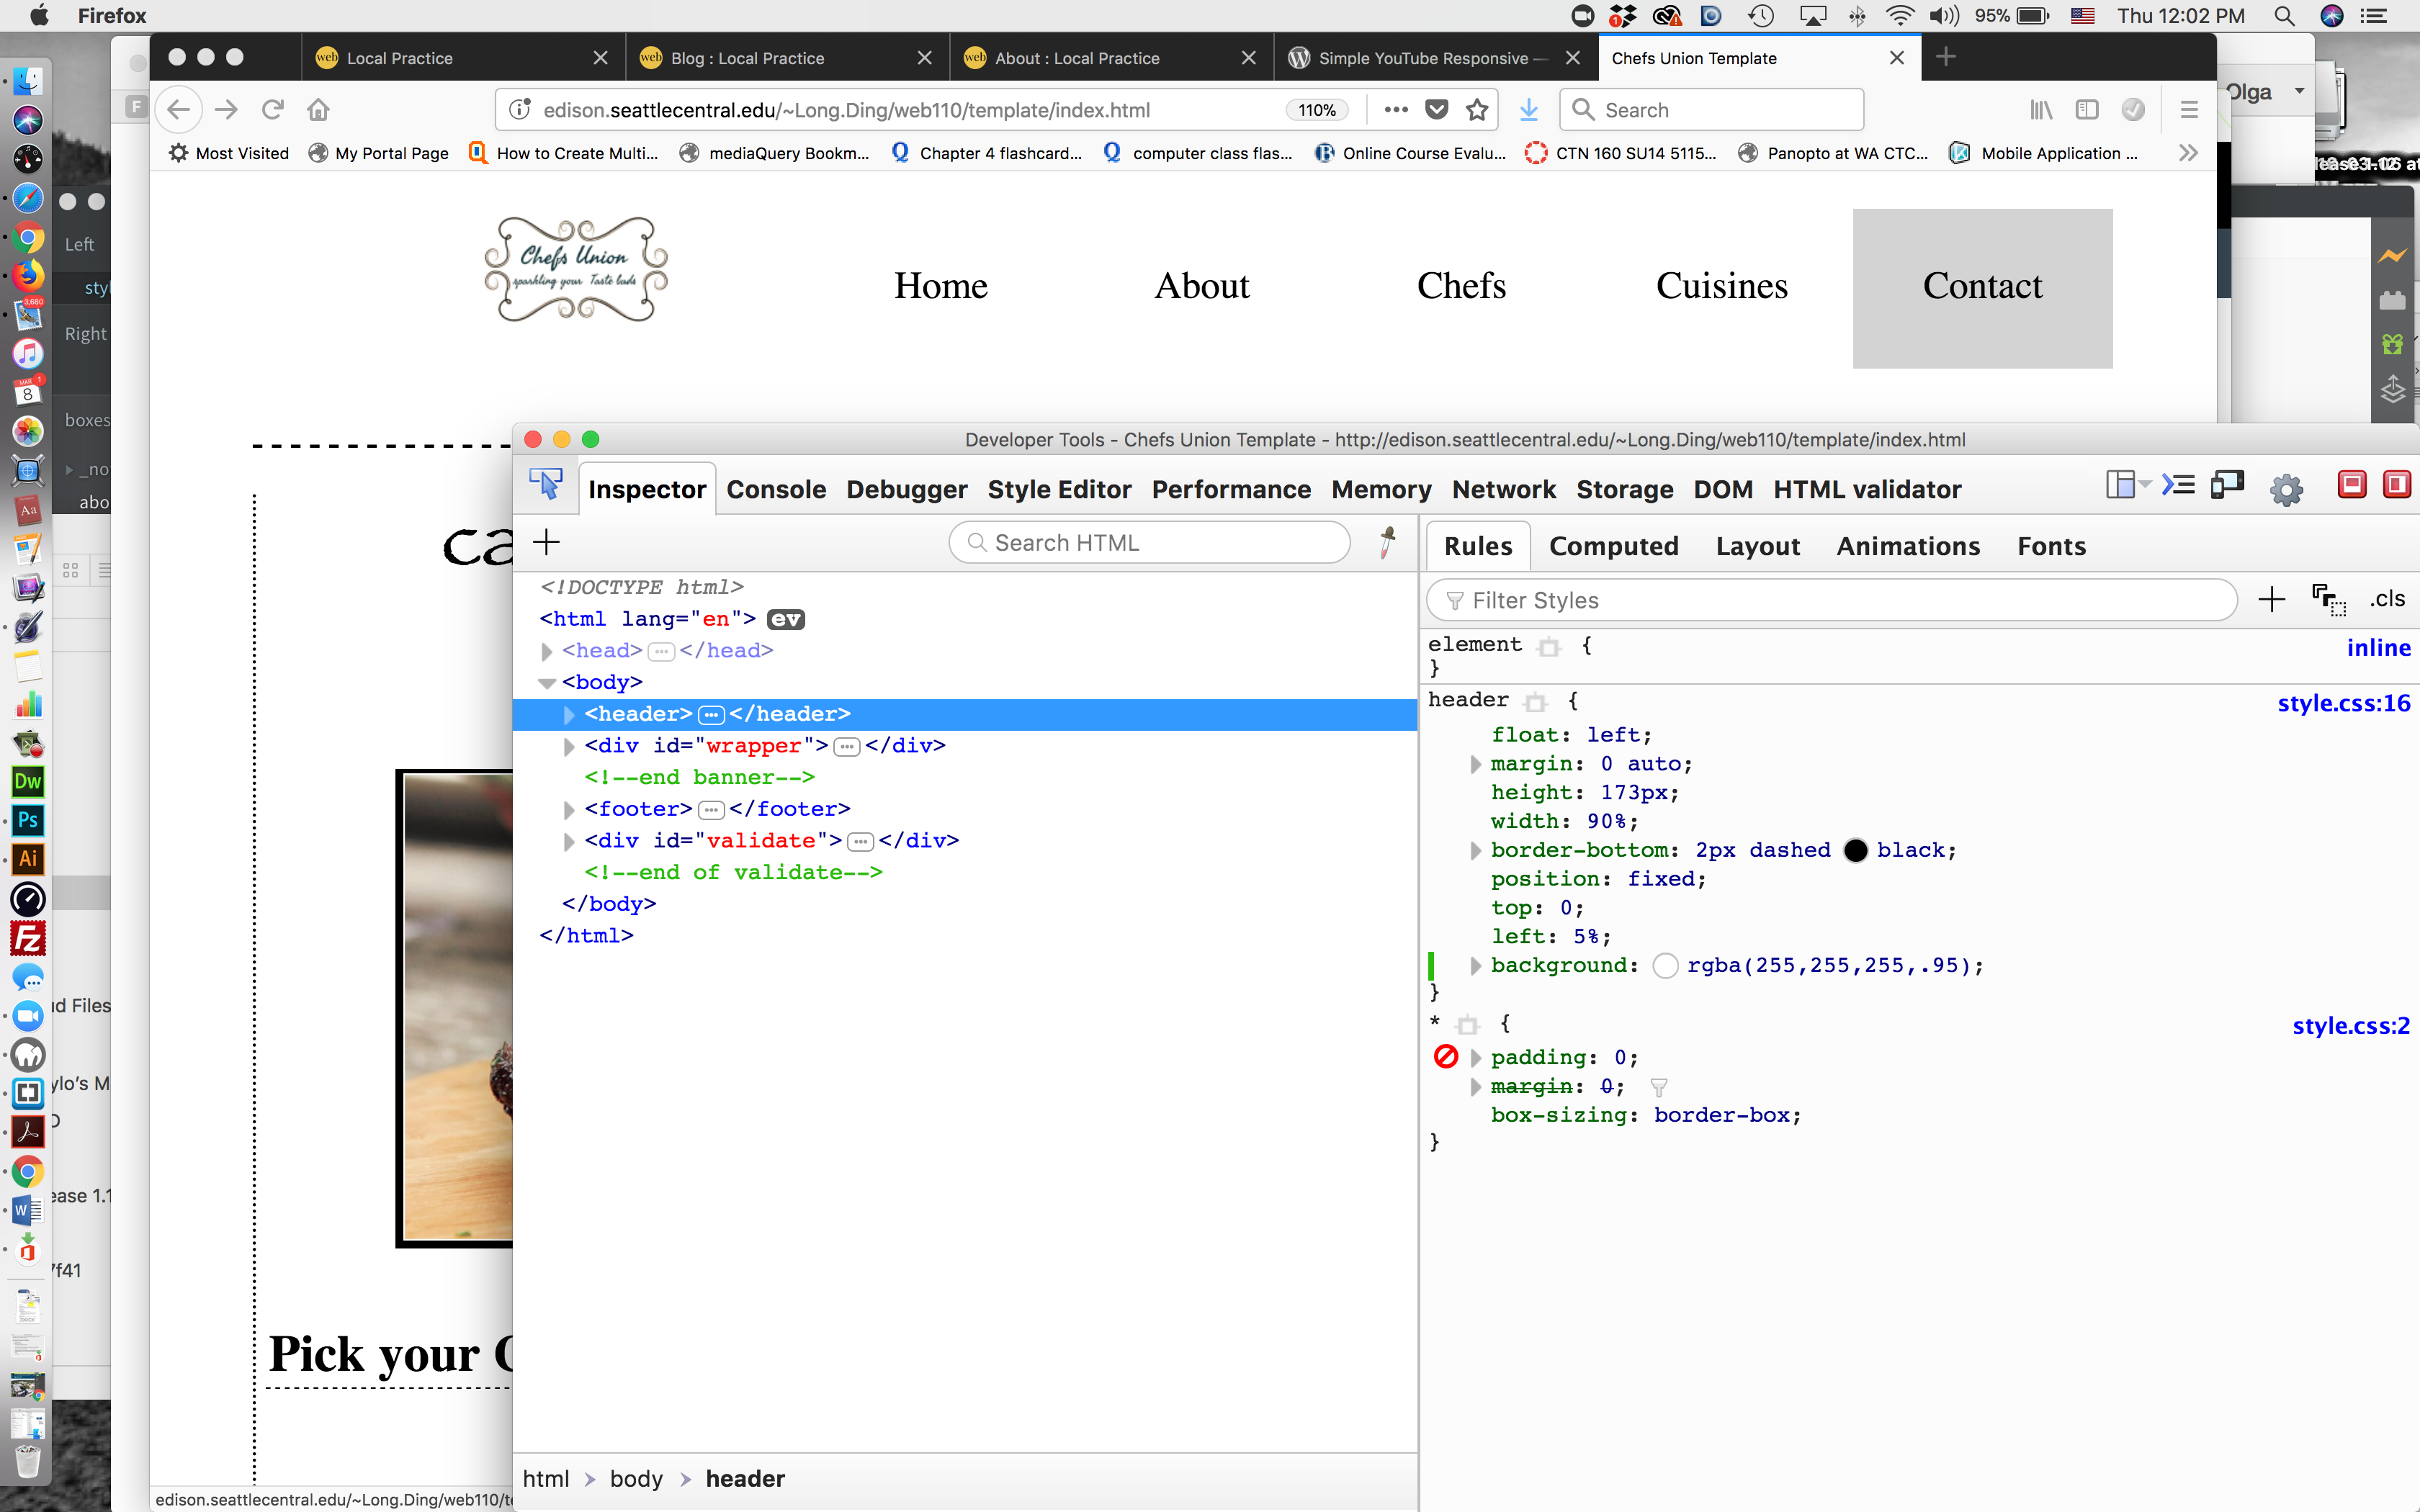 Firefox
95%
Thu 12:02 PM
Local Practice
Blog : Local Practice
About : Local Practice
Simple YouTube Responsive —
Chefs Union Template
edison.seattlecentral.edu/~Long.Ding/web110/template/index.html
110%
Search
Olga
Most Visited
My Portal Page
How to Create Multi...
mediaQuery Bookm...
Chapter 4 flashcard...
computer class flas...
Online Course Evalu...
CTN 160 SU14 5115...
Panopto at WA CTC...
Mobile Application ...
Chefs Union
sparkling your Taste buds
Home
About
Chefs
Cuisines
Contact
Left
Right
boxes
3,680
MAR
8
1
Developer Tools - Chefs Union Template - http://edison.seattlecentral.edu/~Long.Ding/web110/template/index.html
Inspector
Console
Debugger
Style Editor
Performance
Memory
Network
Storage
DOM
HTML validator
Search HTML
<!DOCTYPE html>
<html lang="en"> ev
<head> ... </head>
<body>
<header> ... </header>
<div id="wrapper"> ... </div>
<!--end banner-->
<footer> ... </footer>
<div id="validate"> ... </div>
<!--end of validate-->
</body>
</html>
html > body > header
Rules
Computed
Layout
Animations
Fonts
Filter Styles
.cls
element {
inline
}
header {
style.css:16
float: left;
margin: 0 auto;
height: 173px;
width: 90%;
border-bottom: 2px dashed black;
position: fixed;
top: 0;
left: 5%;
background: rgba(255,255,255,.95);
}
* {
style.css:2
padding: 0;
margin: 0;
box-sizing: border-box;
}
Aa
Dw
Ps
Ai
Fz
W
Pick your
edison.seattlecentral.edu/~Long.Ding/web110/t